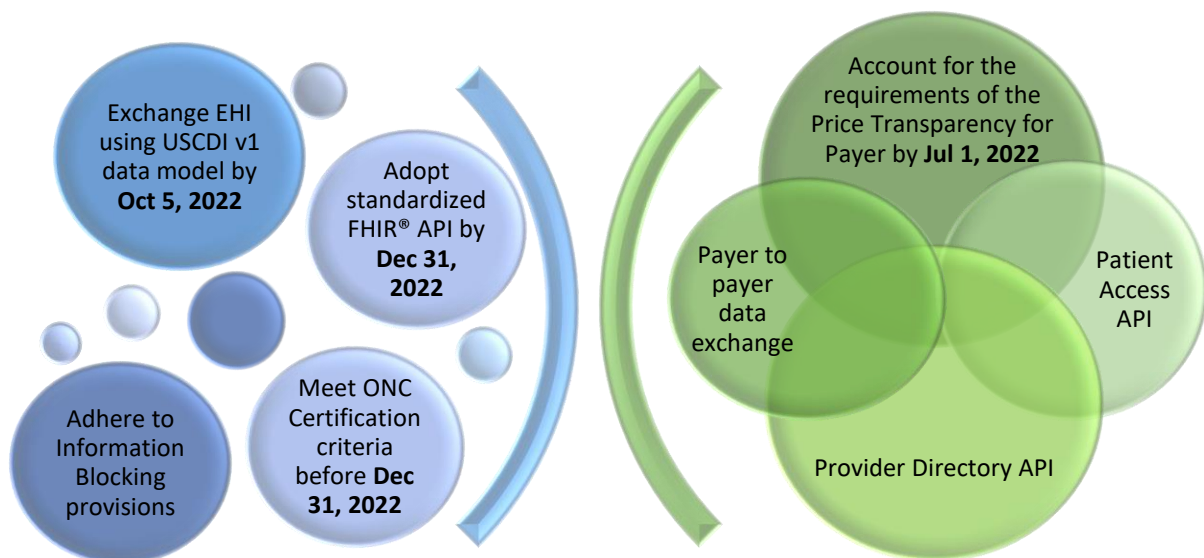 Exchange EHI
using USCDI v1
data model by
Oct 5, 2022
Adopt
standardized
FHIR® API by
Dec 31,
2022
Adhere to
Information
Blocking
provisions
Meet ONC
Certification
criteria
before Dec
31, 2022
Account for the
requirements of the
Price Transparency for
Payer by Jul 1, 2022
Payer to
payer
data
exchange
Patient
Access
API
Provider Directory API